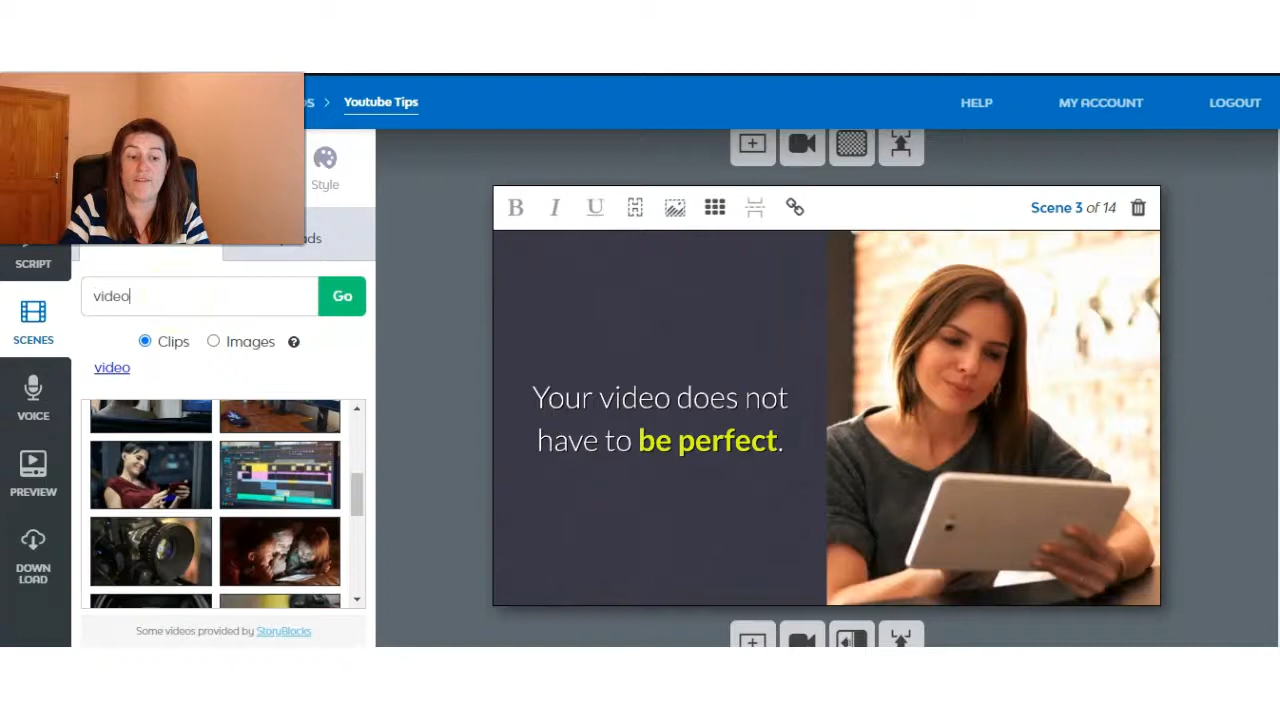 S > Youtube Tips
HELP
MY ACCOUNT
LOGOUT
Style
ads
SCRIPT
SCENES
VOICE
PREVIEW
DOWN
LOAD
video
Go
Clips
Images
?
video
Some videos provided by StoryBlocks
B I U H
Scene 3 of 14
Your video does not
have to be perfect.